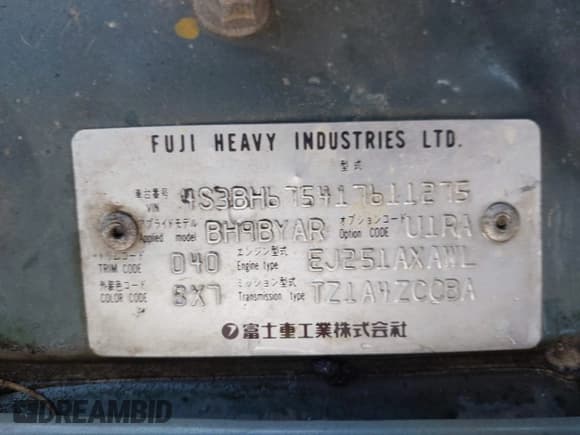 FUJI HEAVY INDUSTRIES LTD.
型式
車台番号 VIN 4S3BH675417611275
アプライドモデル Applied model BH9BYAR オプションコード Option code U1RA
トリムコード TRIM CODE 040 エンジン型式 Engine type EJ251AXAWL
外装色コード COLOR CODE 3X7 ミッション型式 Transmission type TZ1A4ZCCBA
富士重工業株式会社
DREAMBID